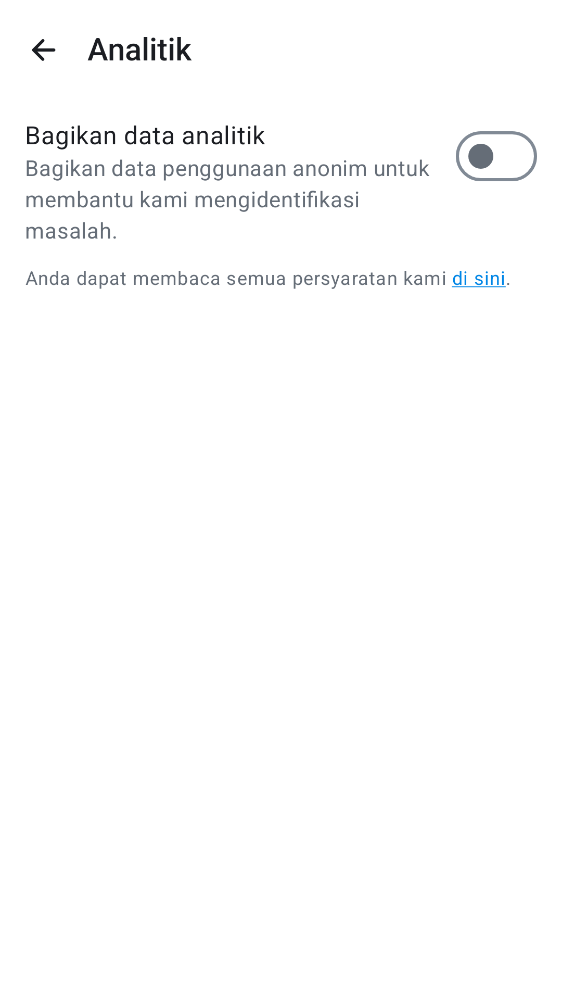 Analitik
Bagikan data analitik
Bagikan data penggunaan anonim untuk
membantu kami mengidentifikasi
masalah.
Anda dapat membaca semua persyaratan kami di sini.